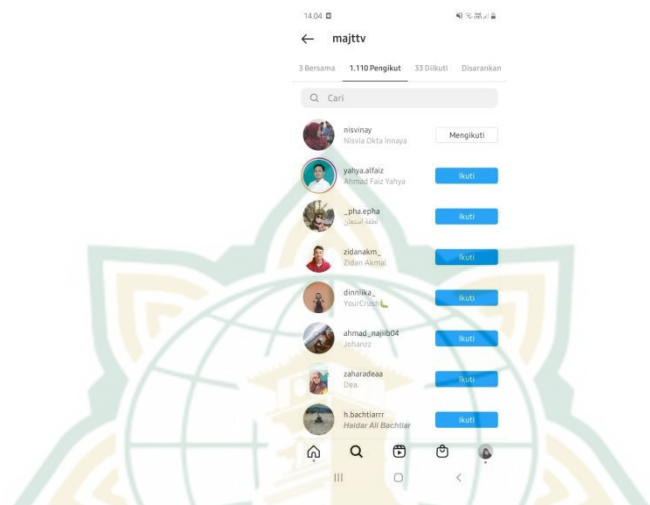 14.04
majttv
3 Bersama 1.110 Pengikut 33 Diikuti Disarankan
Cari
nisvinay
Nisvia Okta Innaya
Mengikuti
yahya.alfaiz
Ahmad Faiz Yahya
Ikuti
_pha.epha
Ikuti
zidanakm_
Zidan Akmal
Ikuti
dinnlika_
YourCrush
Ikuti
ahmad_najiib04
Johanzz
Ikuti
zaharadeaa
Dea.
Ikuti
h.bachtiarrr
Haidar Ali Bachtiar
Ikuti